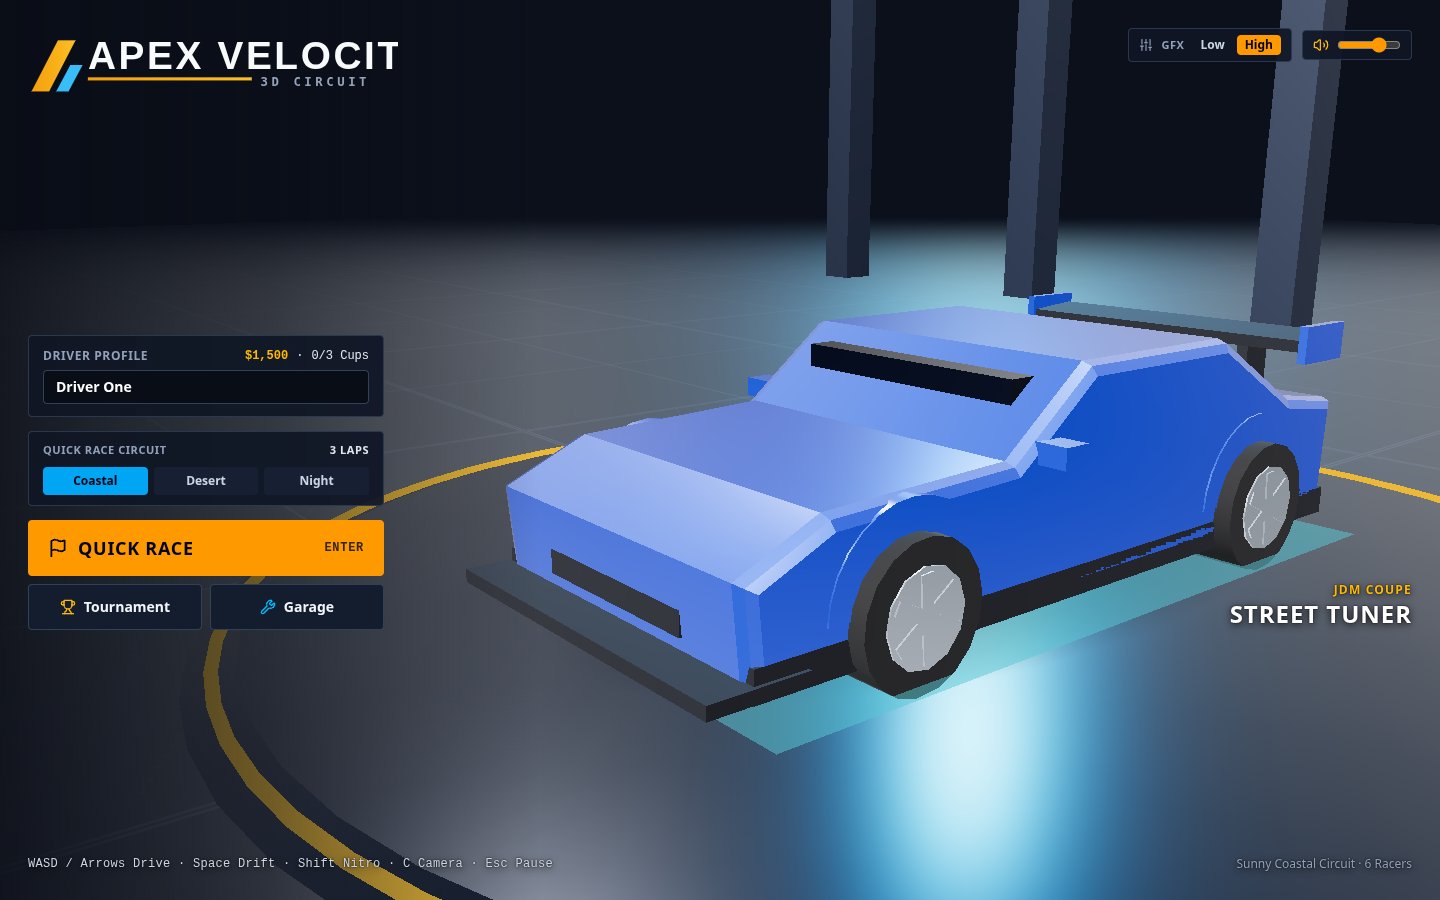 APEX VELOCIT
3D CIRCUIT
GFX Low High
DRIVER PROFILE $1,500 · 0/3 Cups
Driver One
QUICK RACE CIRCUIT 3 LAPS
Coastal Desert Night
QUICK RACE ENTER
Tournament Garage
JDM COUPE
STREET TUNER
WASD / Arrows Drive · Space Drift · Shift Nitro · C Camera · Esc Pause
Sunny Coastal Circuit · 6 Racers